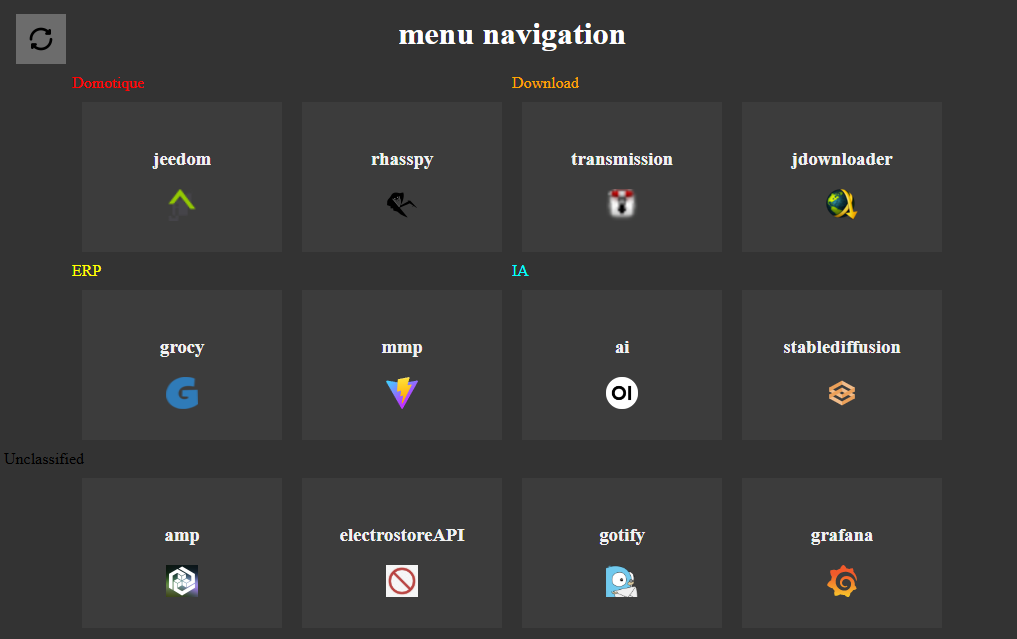 menu navigation
Domotique
Download
jeedom
rhasspy
transmission
jdownloader
ERP
IA
grocy
mmp
ai
OI
stablediffusion
Unclassified
amp
electrostoreAPI
gotify
grafana